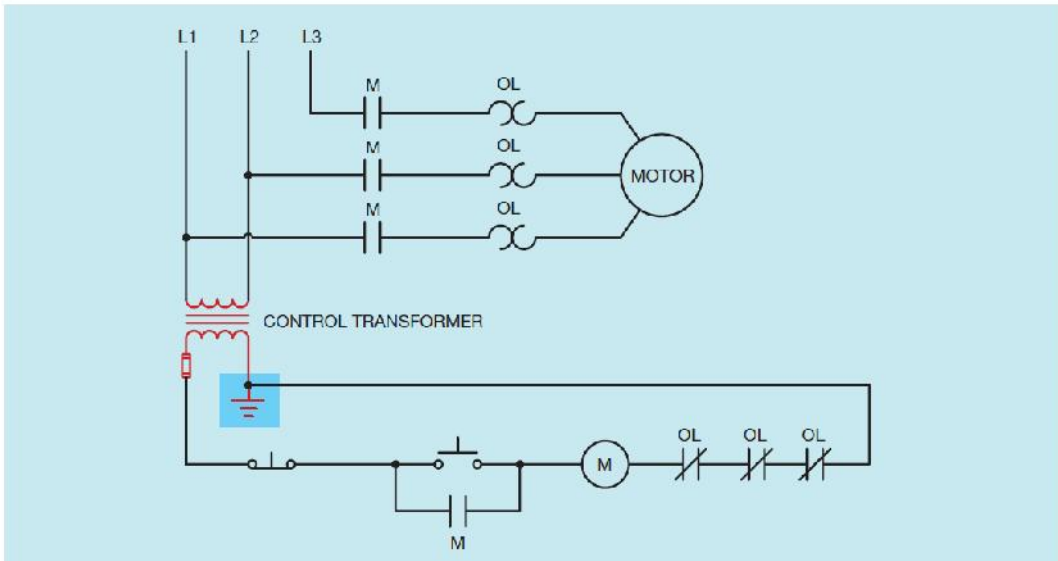 L1 L2 L3
M OL
M OL
MOTOR
M OL
CONTROL TRANSFORMER
OL OL OL
M
M